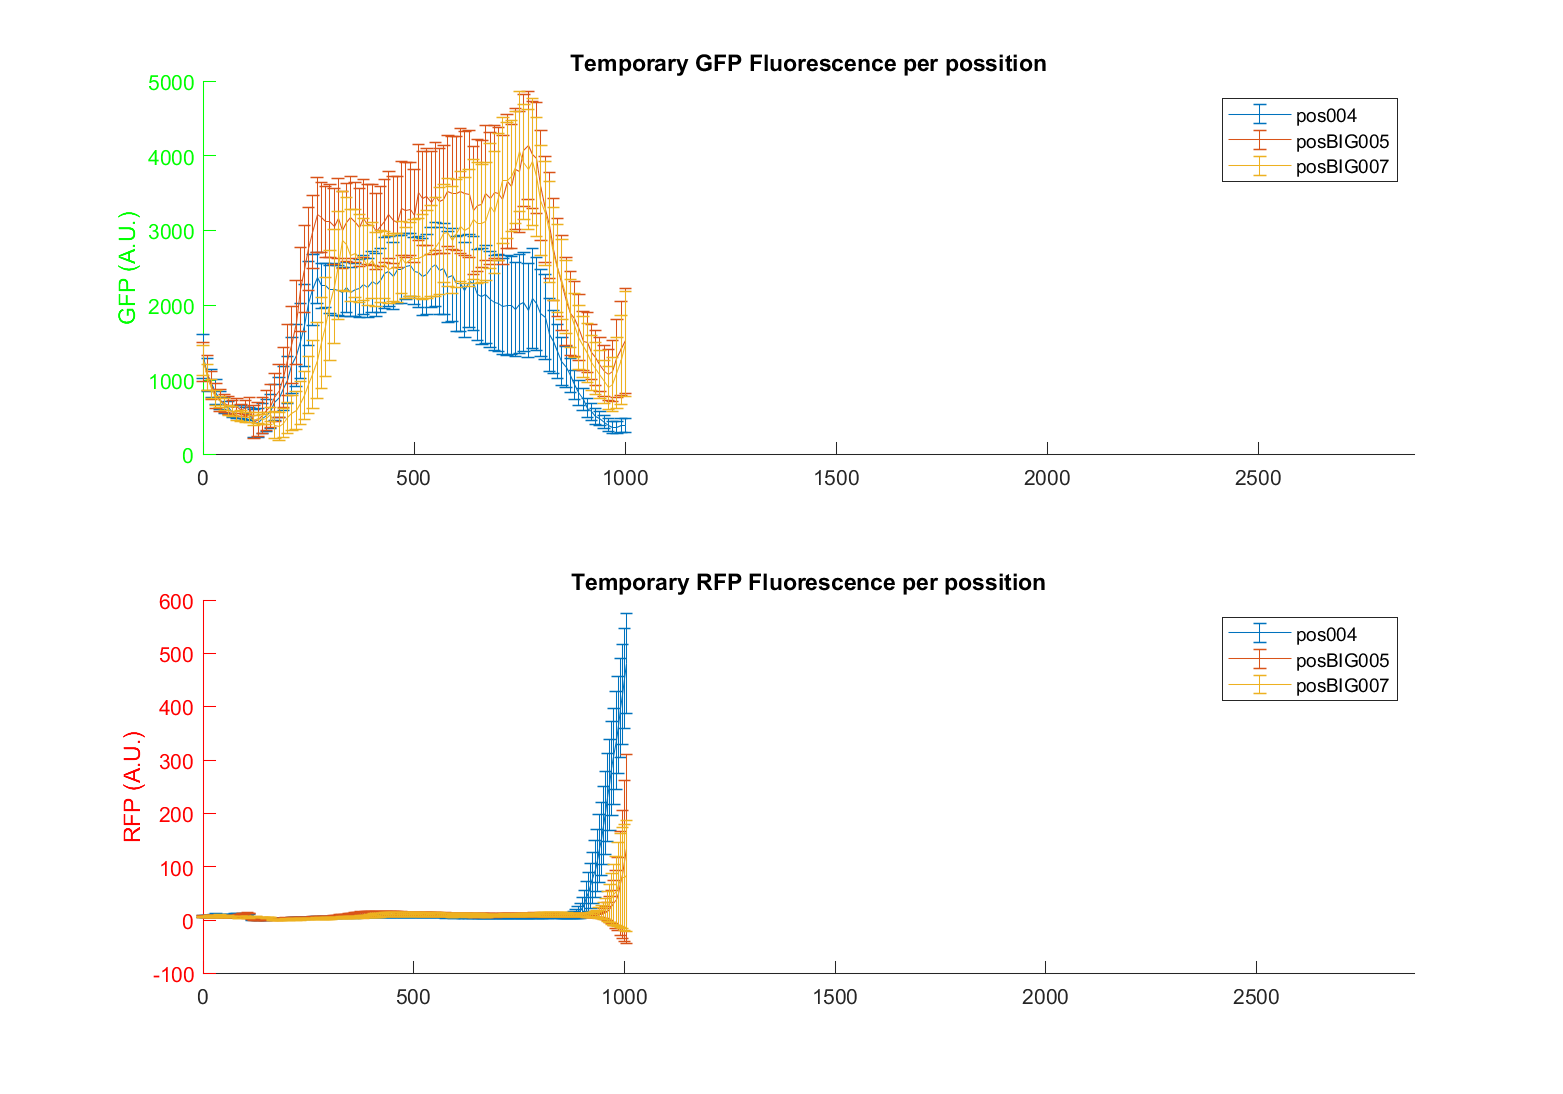 Temporary GFP Fluorescence per possition
5000
4000
3000
2000
1000
0
GFP (A.U.)
pos004
posBIG005
posBIG007
0 500 1000 1500 2000 2500
Temporary RFP Fluorescence per possition
600
500
400
300
200
100
0
-100
RFP (A.U.)
pos004
posBIG005
posBIG007
0 500 1000 1500 2000 2500